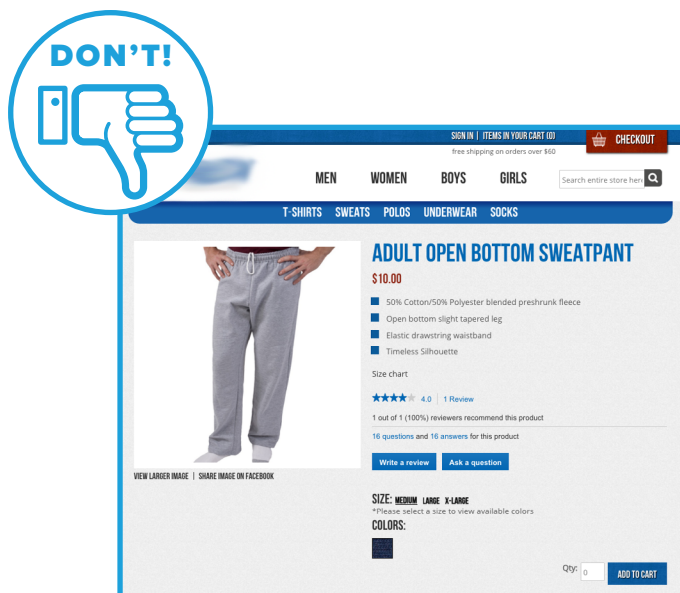 DON'T!
SIGN IN | ITEMS IN YOUR CART (0)
CHECKOUT
free shipping on orders over $60
MEN WOMEN BOYS GIRLS
Search entire store here
T-SHIRTS SWEATS POLOS UNDERWEAR SOCKS
ADULT OPEN BOTTOM SWEATPANT
$10.00
50% Cotton/50% Polyester blended preshrunk fleece
Open bottom slight tapered leg
Elastic drawstring waistband
Timeless Silhouette
Size chart
4.0 | 1 Review
1 out of 1 (100%) reviewers recommend this product
16 questions and 16 answers for this product
Write a review Ask a question
VIEW LARGER IMAGE | SHARE IMAGE ON FACEBOOK
SIZE: MEDIUM LARGE X-LARGE
*Please select a size to view available colors
COLORS:
Qty: 0 ADD TO CART